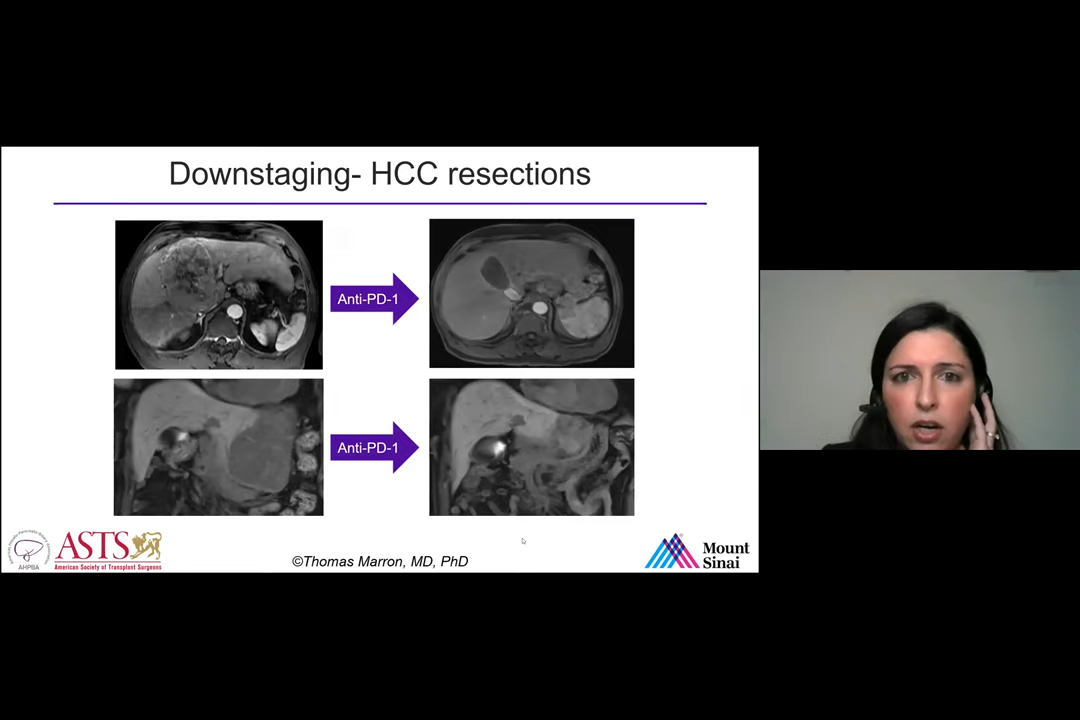 Downstaging- HCC resections
Anti-PD-1
Anti-PD-1
AHPBA
ASTS
American Society of Transplant Surgeons
©Thomas Marron, MD, PhD
Mount
Sinai